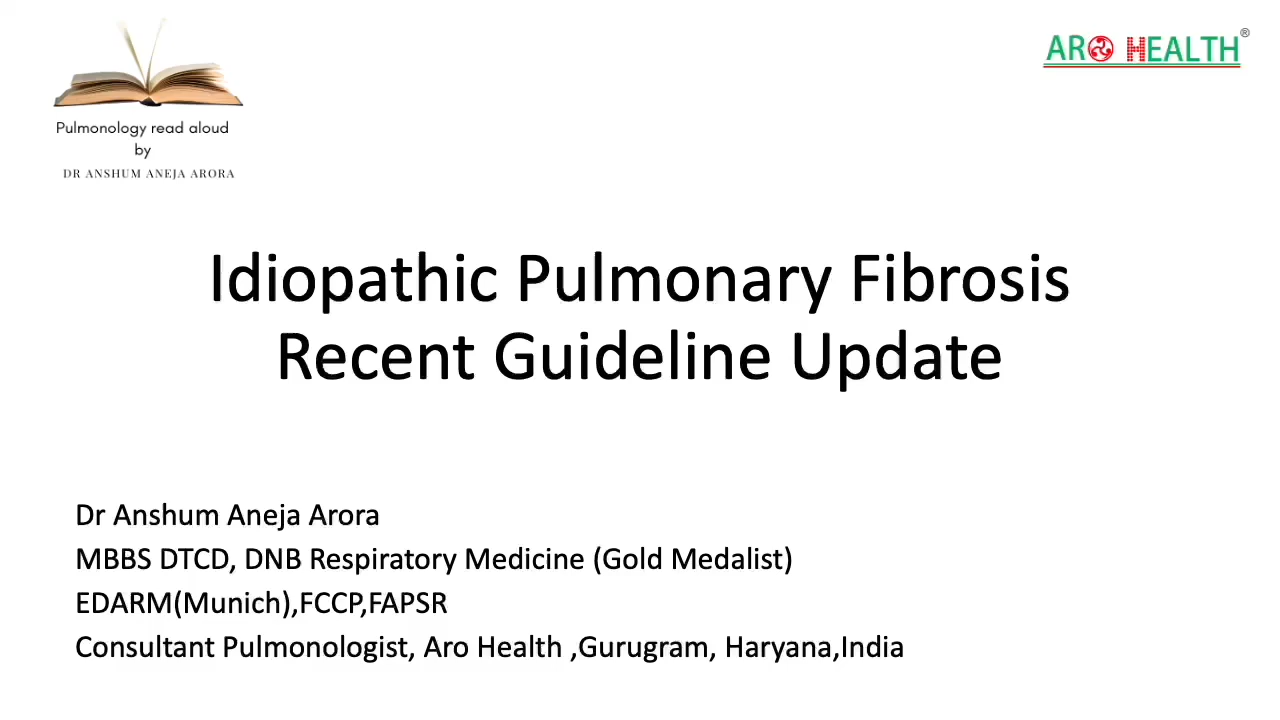 Pulmonology read aloud
by
DR ANSHUM ANEJA ARORA
ARO HEALTH®
Idiopathic Pulmonary Fibrosis
Recent Guideline Update
Dr Anshum Aneja Arora
MBBS DTCD, DNB Respiratory Medicine (Gold Medalist)
EDARM(Munich),FCCP,FAPSR
Consultant Pulmonologist, Aro Health ,Gurugram, Haryana,India